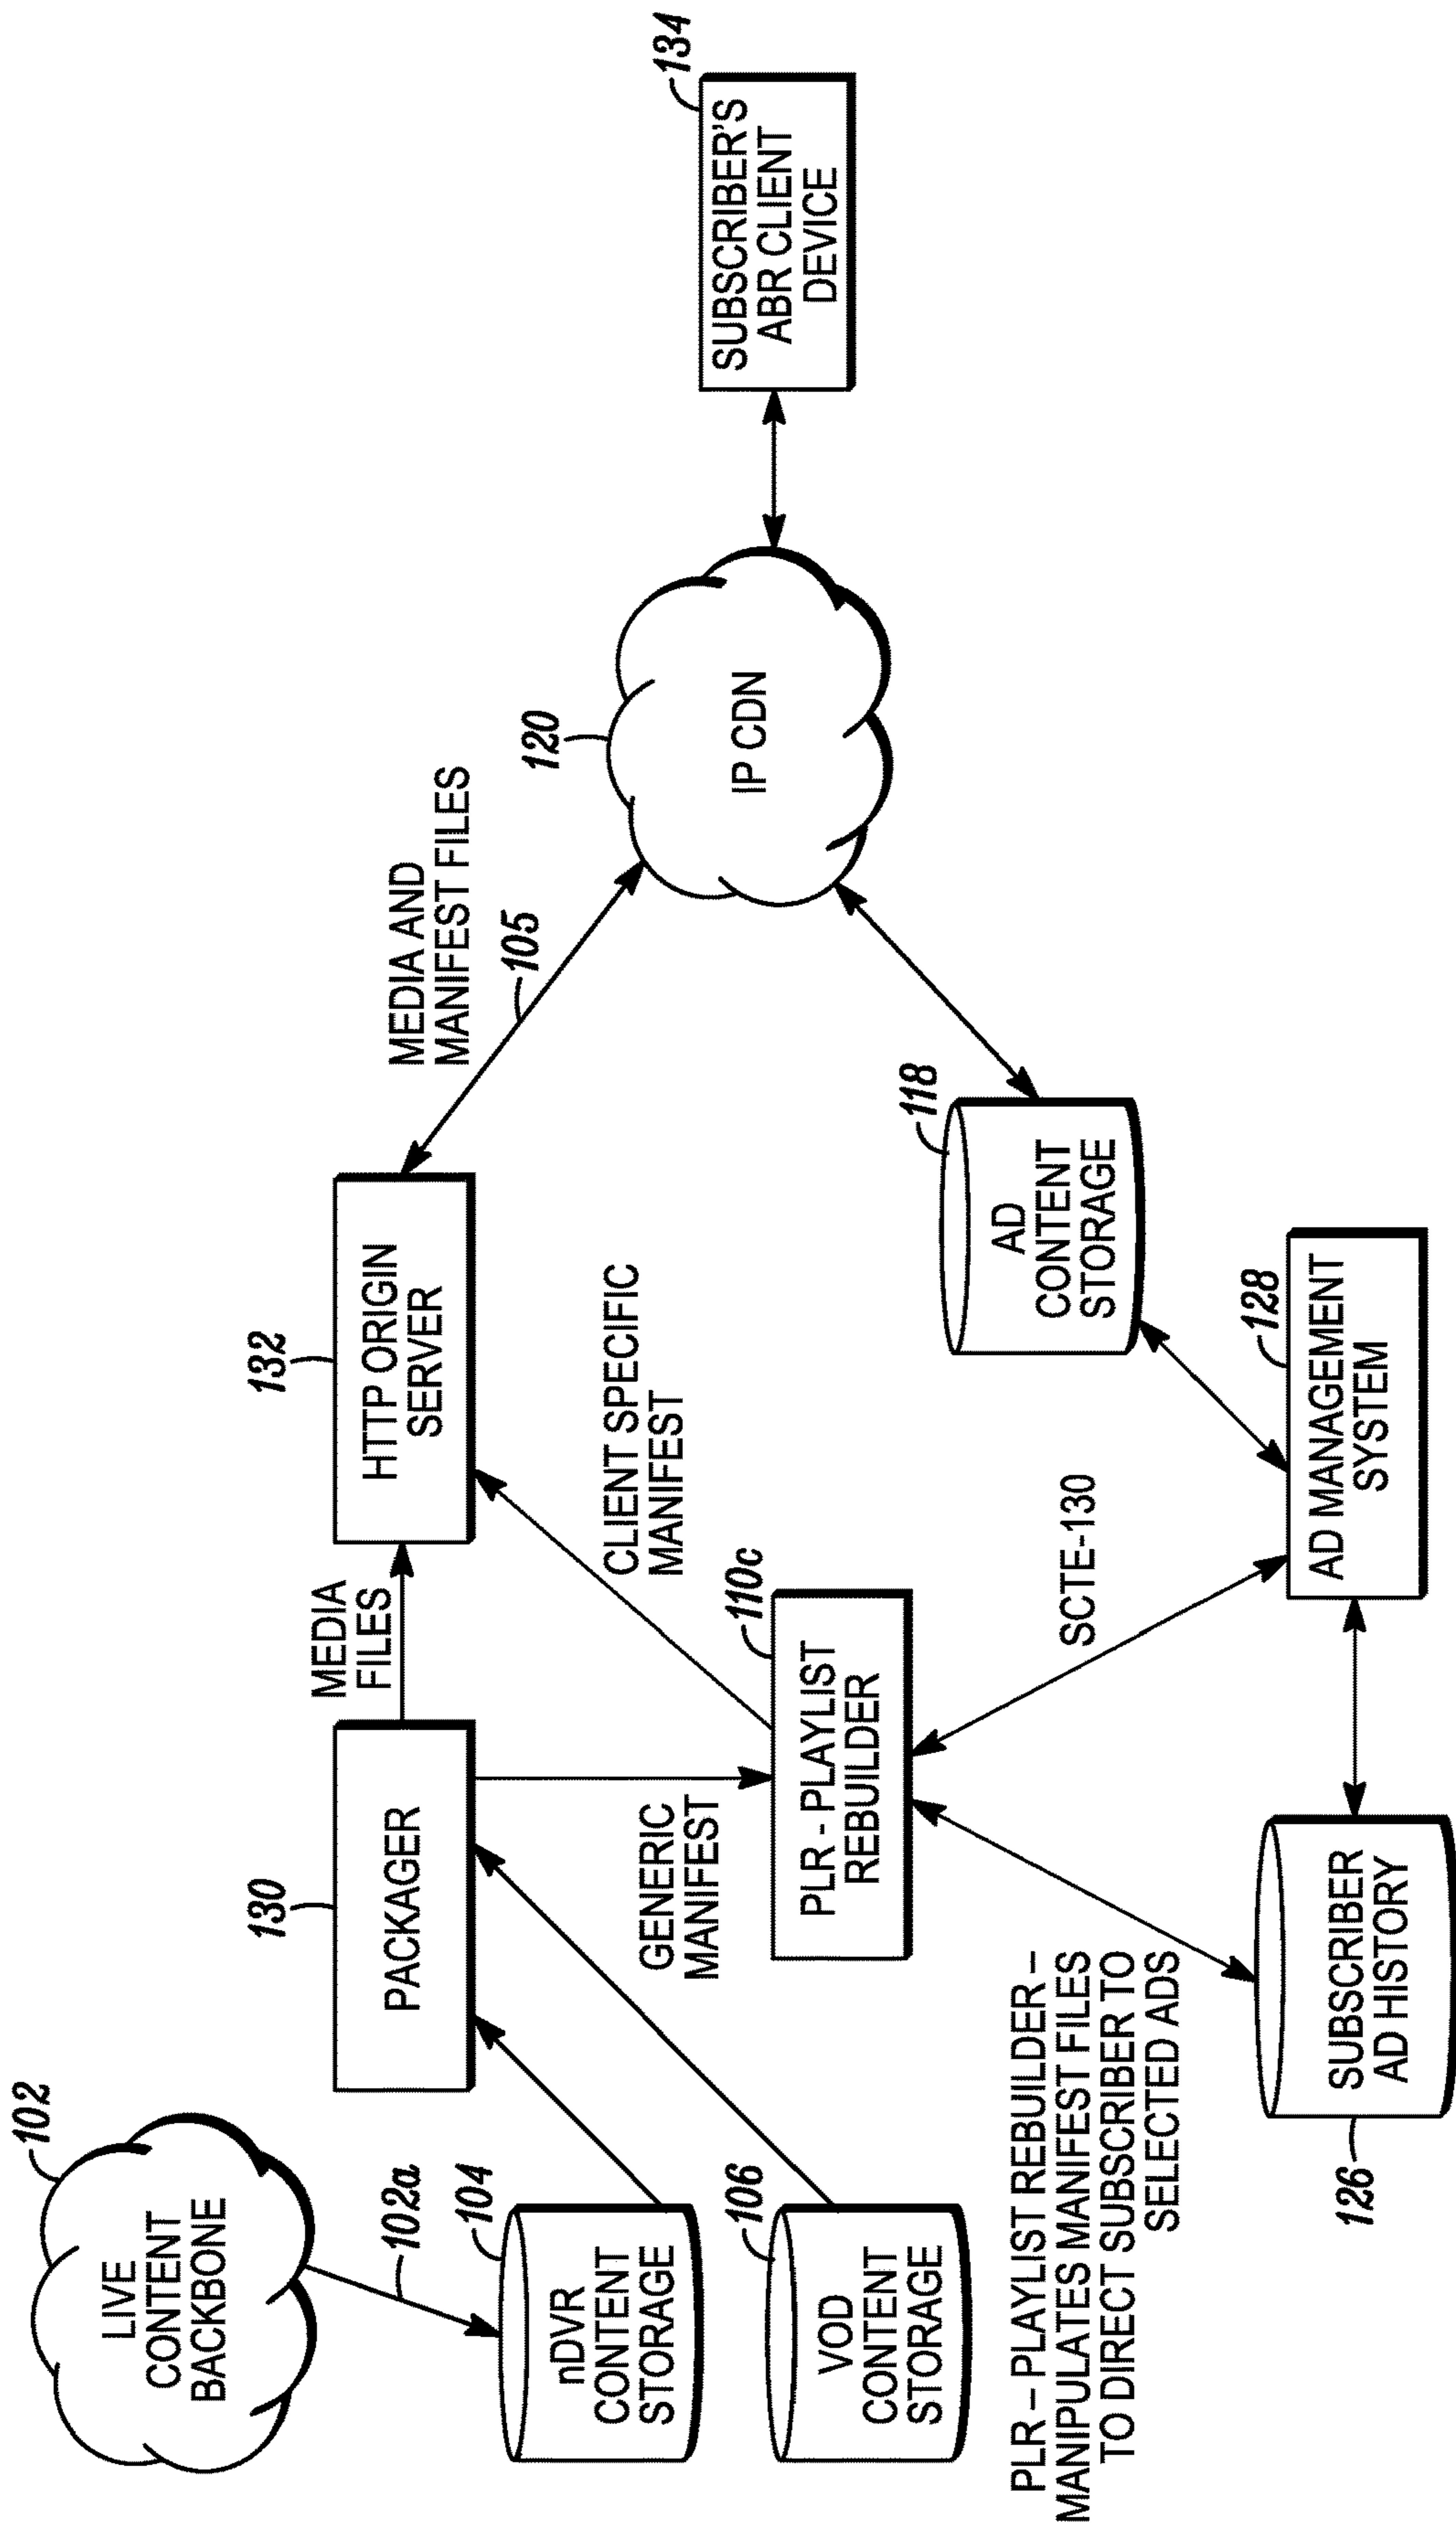 102
LIVE
CONTENT
BACKBONE
102a
104
nDVR
CONTENT
STORAGE
106
VOD
CONTENT
STORAGE
130
PACKAGER
MEDIA
FILES
132
HTTP ORIGIN
SERVER
MEDIA AND
MANIFEST FILES
105
120
IP CDN
134
SUBSCRIBER'S
ABR CLIENT
DEVICE
GENERIC
MANIFEST
CLIENT SPECIFIC
MANIFEST
110c
PLR - PLAYLIST
REBUILDER
118
AD
CONTENT
STORAGE
SCTE-130
128
AD MANAGEMENT
SYSTEM
PLR – PLAYLIST REBUILDER –
MANIPULATES MANIFEST FILES
TO DIRECT SUBSCRIBER TO
SELECTED ADS
126
SUBSCRIBER
AD HISTORY